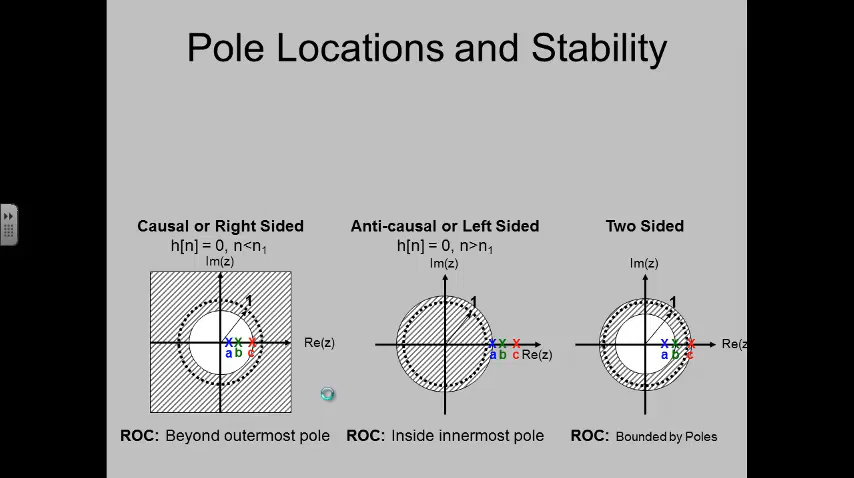 Pole Locations and Stability
Causal or Right Sided
h[n] = 0, n<n₁
Im(z)
1
Re(z)
a b c
ROC: Beyond outermost pole
Anti-causal or Left Sided
h[n] = 0, n>n₁
Im(z)
1
a b c Re(z)
ROC: Inside innermost pole
Two Sided
Im(z)
1
Re(z
a b c
ROC: Bounded by Poles